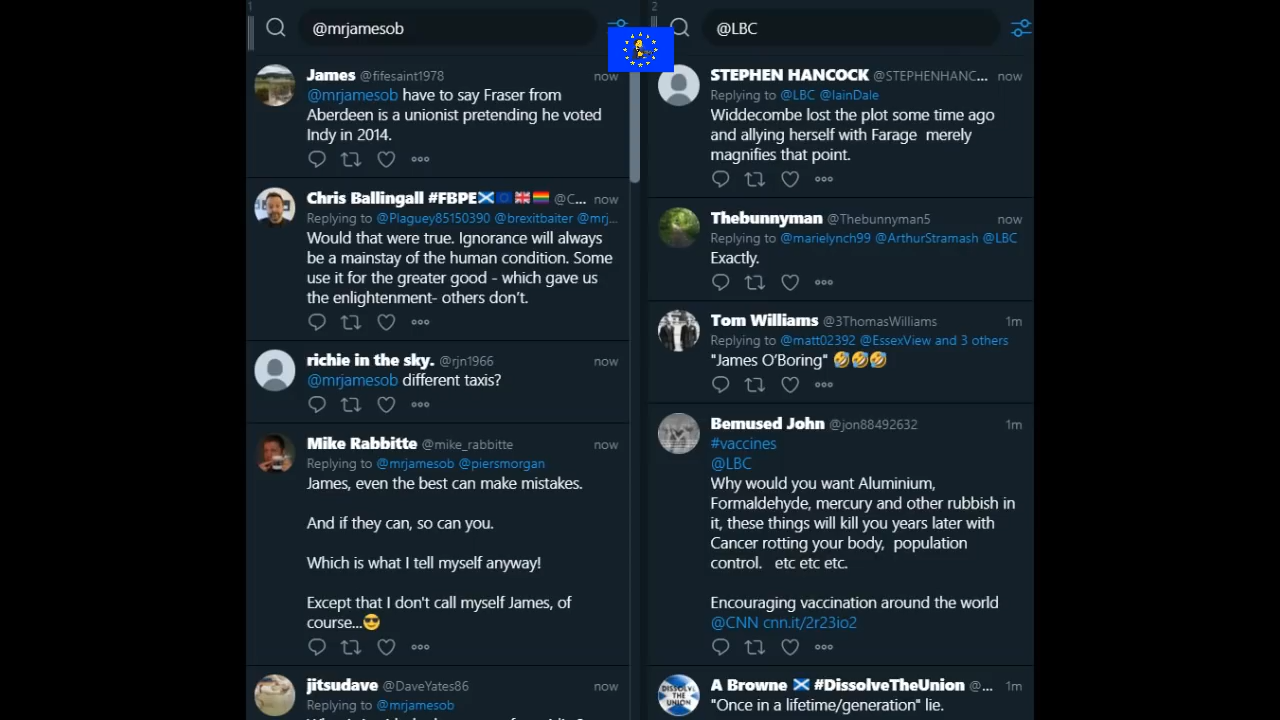 1
@mrjamesob
James @fifesaint1978 now
@mrjamesob have to say Fraser from
Aberdeen is a unionist pretending he voted
Indy in 2014.
Chris Ballingall #FBPE🏴󠁧󠁢󠁳󠁣󠁴󠁿🇪🇺🇬🇧🏳️‍🌈 @C... now
Replying to @Plaguey85150390 @brexitbaiter @mrj...
Would that were true. Ignorance will always
be a mainstay of the human condition. Some
use it for the greater good - which gave us
the enlightenment- others don't.
richie in the sky. @rjn1966 now
@mrjamesob different taxis?
Mike Rabbitte @mike_rabbitte now
Replying to @mrjamesob @piersmorgan
James, even the best can make mistakes.
And if they can, so can you.
Which is what I tell myself anyway!
Except that I don't call myself James, of
course...😎
jitsudave @DaveYates86 now
Replying to @mrjamesob
2
@LBC
STEPHEN HANCOCK @STEPHENHANC... now
Replying to @LBC @IainDale
Widdecombe lost the plot some time ago
and allying herself with Farage merely
magnifies that point.
Thebunnyman @Thebunnyman5 now
Replying to @marielynch99 @ArthurStramash @LBC
Exactly.
Tom Williams @3ThomasWilliams 1m
Replying to @matt02392 @EssexView and 3 others
"James O'Boring" 🤣🤣🤣
Bemused John @jon88492632 1m
#vaccines
@LBC
Why would you want Aluminium,
Formaldehyde, mercury and other rubbish in
it, these things will kill you years later with
Cancer rotting your body, population
control. etc etc etc.
Encouraging vaccination around the world
@CNN cnn.it/2r23io2
DISSOLVE
THE
UNION
A Browne 🏴󠁧󠁢󠁳󠁣󠁴󠁿 #DissolveTheUnion @... 1m
"Once in a lifetime/generation" lie.